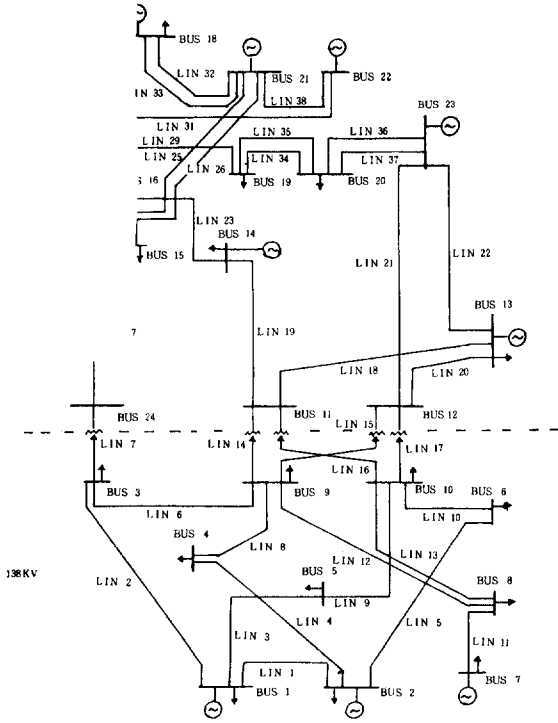 BUS 18
LIN 32
BUS 21
BUS 22
LIN 33
LIN 38
BUS 23
LIN 31
LIN 35
LIN 36
LIN 29
LIN 25
LIN 34
LIN 37
LIN 26
BUS 19
BUS 20
16
LIN 23
BUS 14
BUS 15
LIN 21
LIN 22
BUS 13
7
LIN 19
LIN 18
LIN 20
BUS 24
BUS 11
LIN 15
BUS 12
LIN 7
LIN 14
LIN 17
LIN 16
BUS 3
BUS 9
BUS 10
BUS 6
LIN 6
BUS 4
LIN 10
LIN 8
LIN 12
LIN 13
138KV
LIN 2
BUS 5
BUS 8
LIN 9
LIN 4
LIN 5
LIN 3
LIN 11
LIN 1
BUS 7
BUS 1
BUS 2